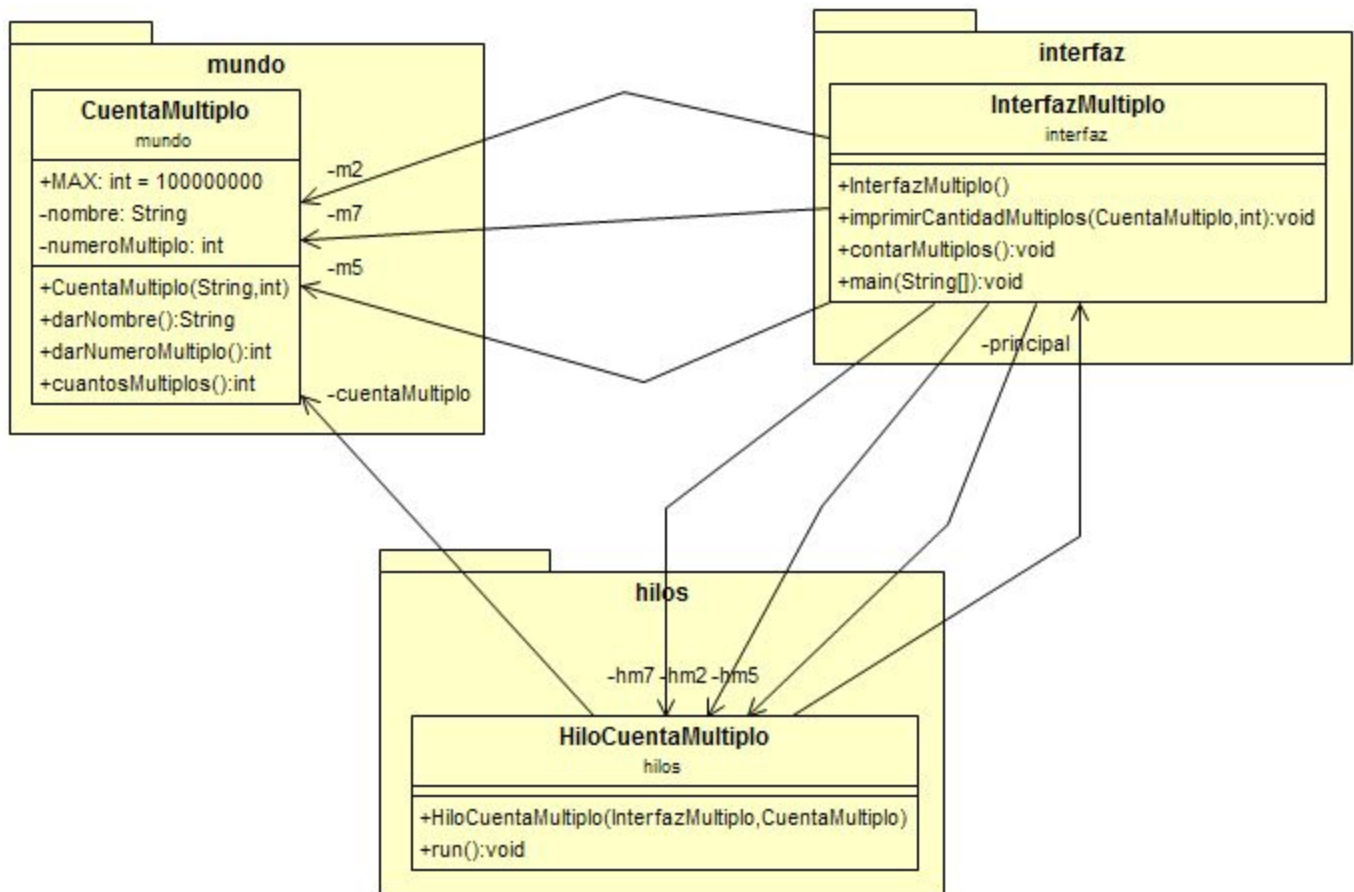 mundo
CuentaMultiplo
mundo
+MAX: int = 100000000
-nombre: String
-numeroMultiplo: int
+CuentaMultiplo(String,int)
+darNombre():String
+darNumeroMultiplo():int
+cuantosMultiplos():int
-m2
-m7
-m5
-cuentaMultiplo
interfaz
InterfazMultiplo
interfaz
+InterfazMultiplo()
+imprimirCantidadMultiplos(CuentaMultiplo,int):void
+contarMultiplos():void
+main(String[]):void
-principal
hilos
-hm7 -hm2 -hm5
HiloCuentaMultiplo
hilos
+HiloCuentaMultiplo(InterfazMultiplo,CuentaMultiplo)
+run():void